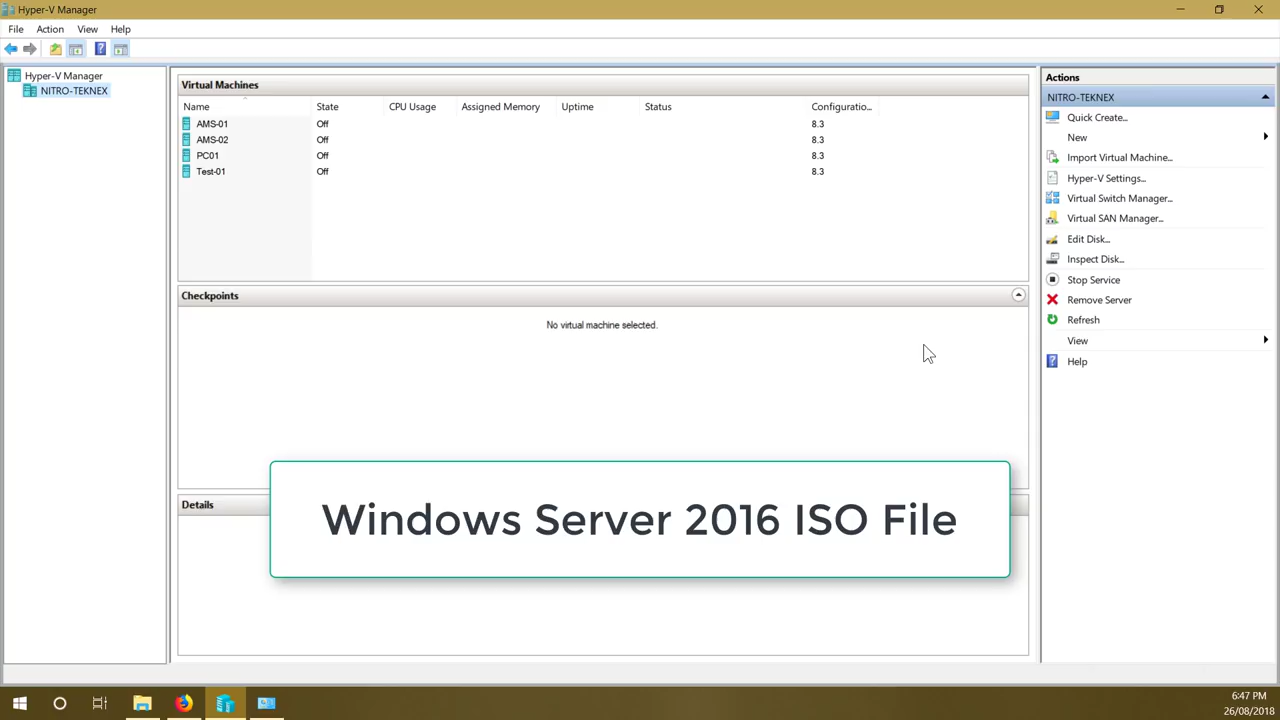 Hyper-V Manager
File Action View Help
Hyper-V Manager
NITRO-TEKNEX
Virtual Machines
Name State CPU Usage Assigned Memory Uptime Status Configuratio...
AMS-01 Off 8.3
AMS-02 Off 8.3
PC01 Off 8.3
Test-01 Off 8.3
Checkpoints
No virtual machine selected.
Details
Windows Server 2016 ISO File
Actions
NITRO-TEKNEX
Quick Create...
New
Import Virtual Machine...
Hyper-V Settings...
Virtual Switch Manager...
Virtual SAN Manager...
Edit Disk...
Inspect Disk...
Stop Service
Remove Server
Refresh
View
Help
6:47 PM
26/08/2018